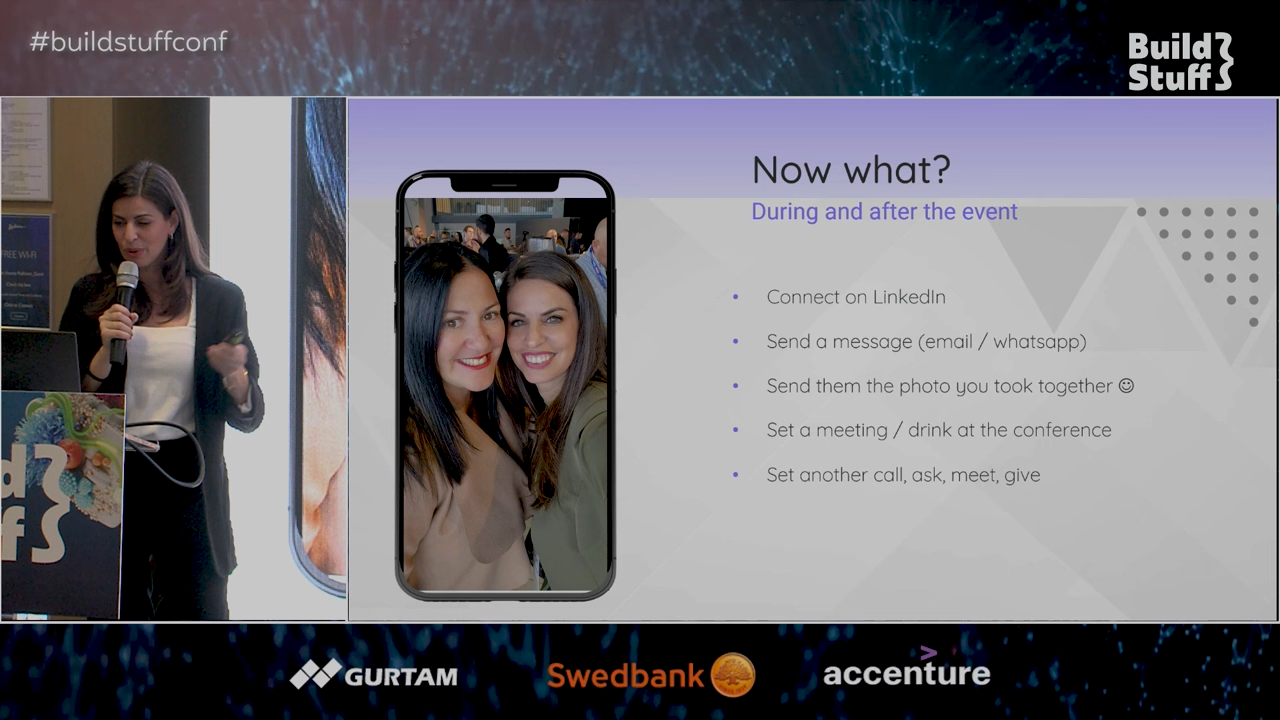 #buildstuffconf
Build
Stuff
FREE WI-FI
d
f
Now what?
During and after the event
• Connect on LinkedIn
• Send a message (email / whatsapp)
• Send them the photo you took together ☺
• Set a meeting / drink at the conference
• Set another call, ask, meet, give
GURTAM
Swedbank
accenture